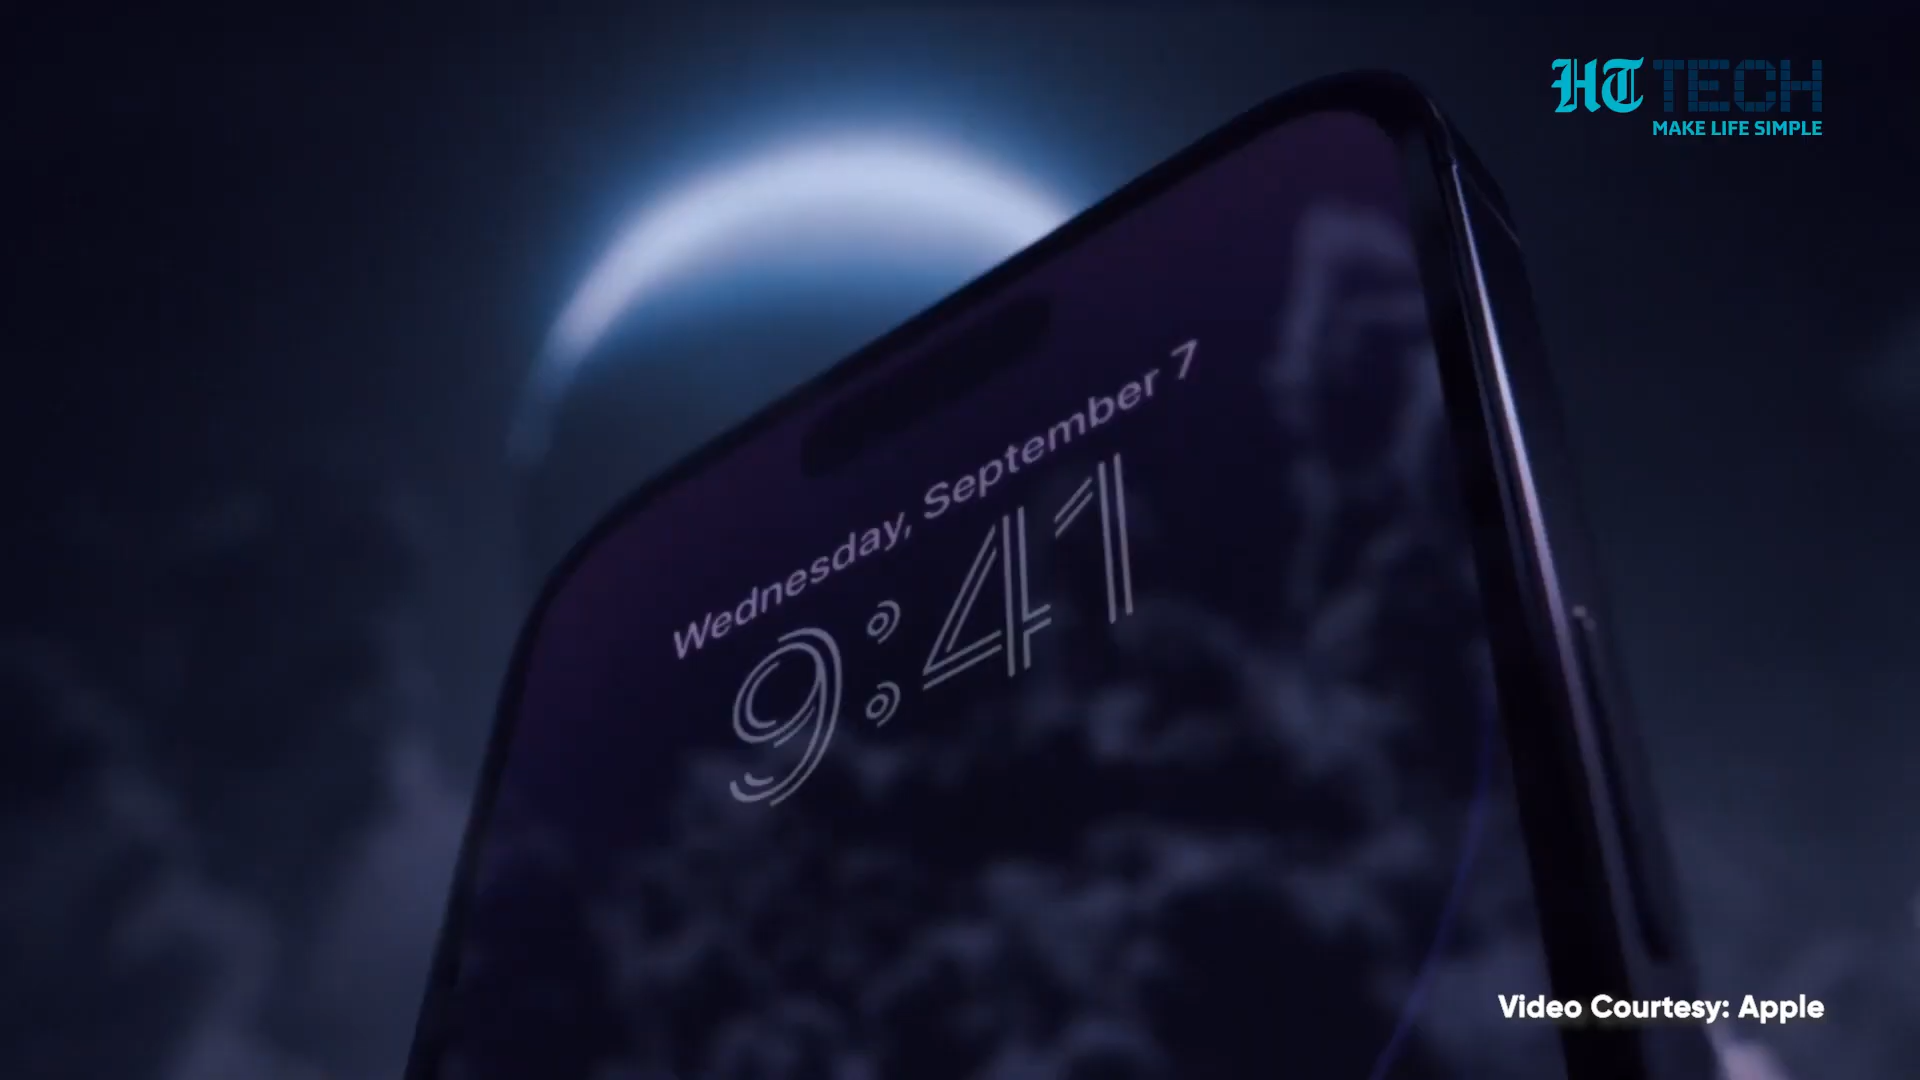 HT TECH
MAKE LIFE SIMPLE
Wednesday, September 7
9:41
Video Courtesy: Apple